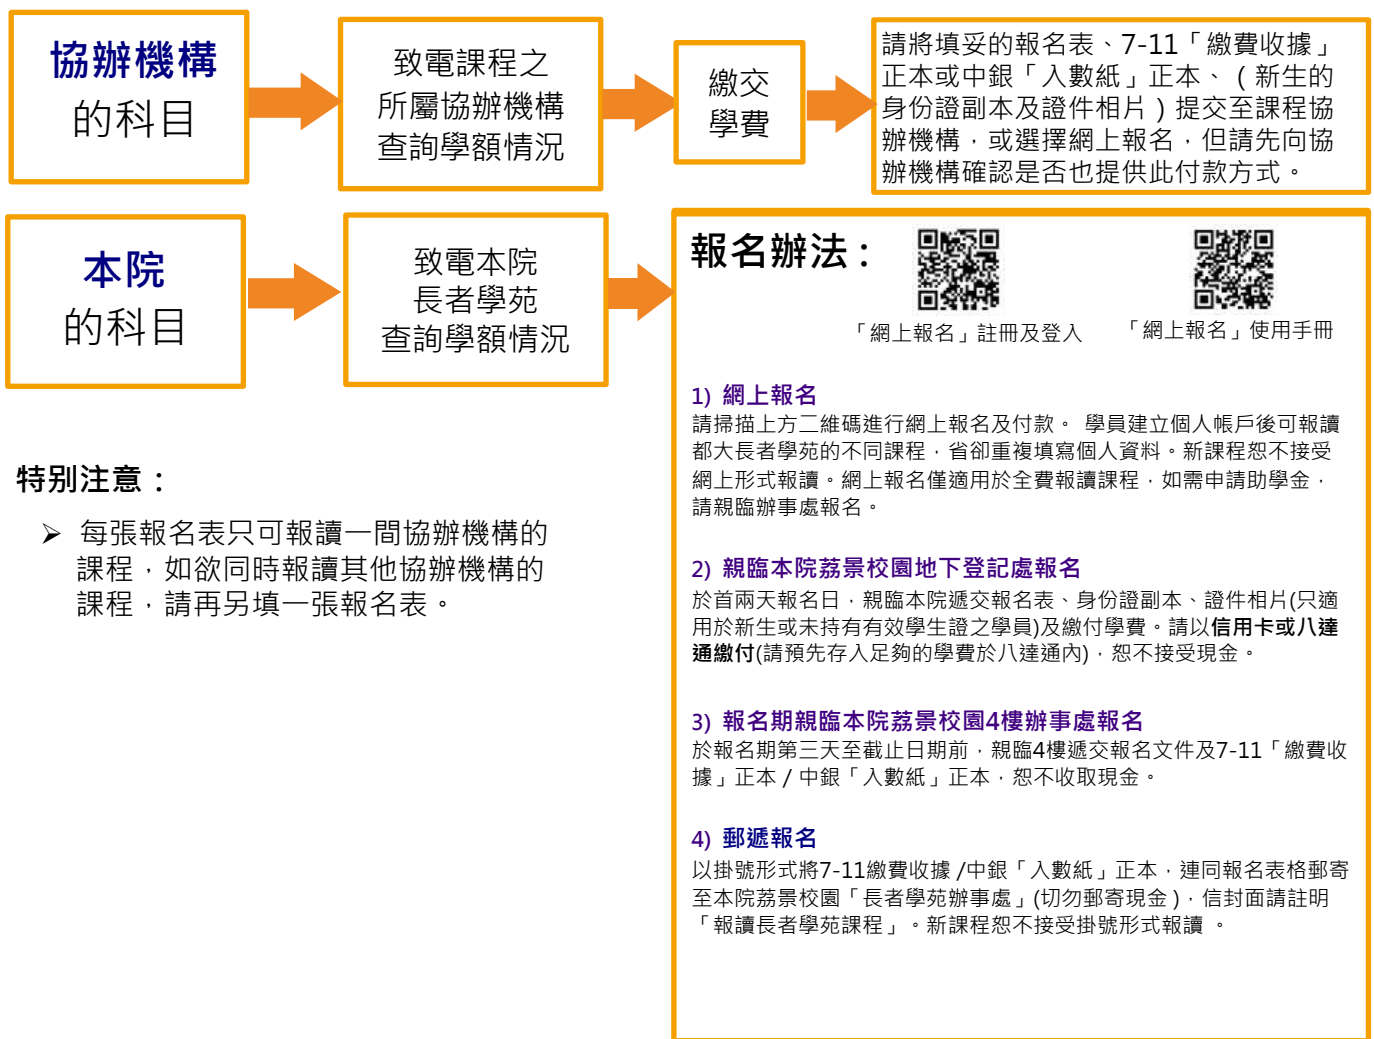 協辦機構
的科目
致電課程之
所屬協辦機構
查詢學額情況
繳交
學費
請將填妥的報名表、7-11「繳費收據」
正本或中銀「入數紙」正本、（新生的
身份證副本及證件相片）提交至課程協
辦機構，或選擇網上報名，但請先向協
辦機構確認是否也提供此付款方式。
本院
的科目
致電本院
長者學苑
查詢學額情況
報名辦法：
「網上報名」註冊及登入
「網上報名」使用手冊
1) 網上報名
請掃描上方二維碼進行網上報名及付款。 學員建立個人帳戶後可報讀
都大長者學苑的不同課程，省卻重複填寫個人資料。新課程恕不接受
網上形式報讀。網上報名僅適用於全費報讀課程，如需申請助學金，
請親臨辦事處報名。
2) 親臨本院荔景校園地下登記處報名
於首兩天報名日，親臨本院遞交報名表、身份證副本、證件相片(只適
用於新生或未持有有效學生證之學員)及繳付學費。請以信用卡或八達
通繳付(請預先存入足夠的學費於八達通內)，恕不接受現金。
3) 報名期親臨本院荔景校園4樓辦事處報名
於報名期第三天至截止日期前，親臨4樓遞交報名文件及7-11「繳費收
據」正本 / 中銀「入數紙」正本，恕不收取現金。
4) 郵遞報名
以掛號形式將7-11繳費收據 /中銀「入數紙」正本，連同報名表格郵寄
至本院荔景校園「長者學苑辦事處」(切勿郵寄現金 )，信封面請註明
「報讀長者學苑課程」。新課程恕不接受掛號形式報讀 。
特別注意：
➢ 每張報名表只可報讀一間協辦機構的
課程，如欲同時報讀其他協辦機構的
課程，請再另填一張報名表。